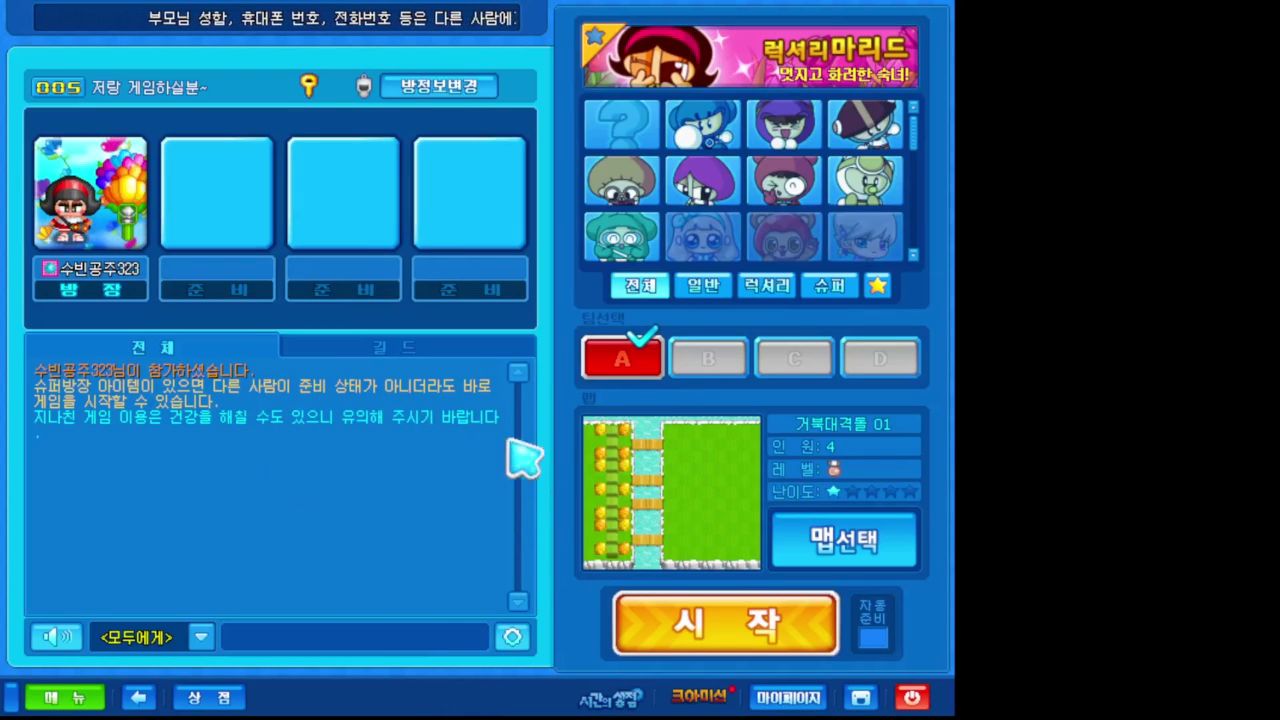 부모님 성함, 휴대폰 번호, 전화번호 등은 다른 사람에
005 저랑 게임하실분~
방정보변경
수빈공주323
방 장
준 비
준 비
준 비
전 체
길 드
수빈공주323님이 참가하셨습니다.
슈퍼방장 아이템이 있으면 다른 사람이 준비 상태가 아니더라도 바로
게임을 시작할 수 있습니다.
지나친 게임 이용은 건강을 해칠 수도 있으니 유의해 주시기 바랍니다
.
<모두에게>
럭셔리마리드
멋지고 화려한 숙녀!
?
전체
일반
럭셔리
슈퍼
팀선택
A
B
C
D
맵
거북대격돌 01
인 원: 4
레 벨:
난이도:
맵선택
시 작
자동
준비
메 뉴
상 점
크아미션
마이페이지